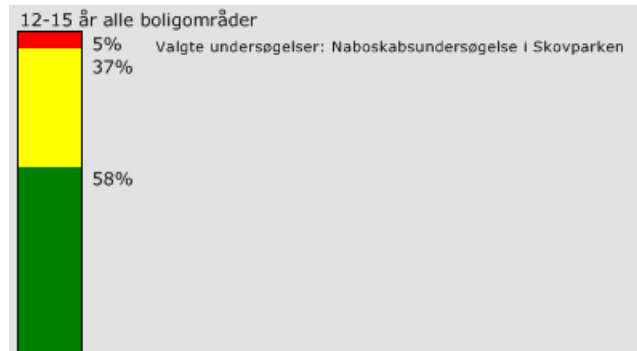 12-15 år alle boligområder
5%
Valgte undersøgelser: Naboskabsundersøgelse i Skovparken
37%
58%